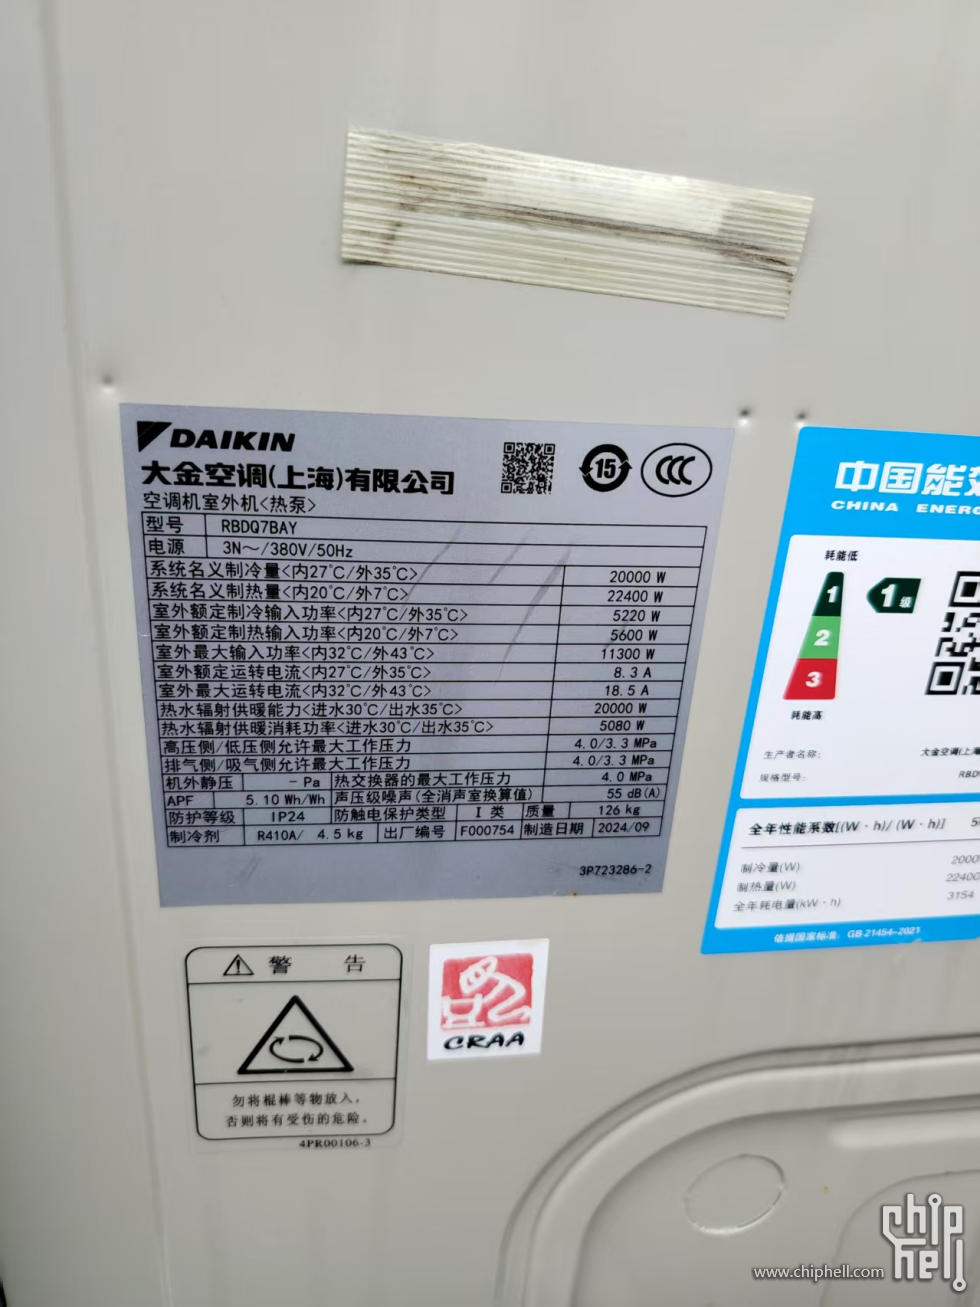 DAIKIN
大金空调(上海)有限公司
15
CCC
空调机室外机<热泵>
型号 RBDQ7BAY
电源 3N～/380V/50Hz
系统名义制冷量<内27℃/外35℃> 20000 W
系统名义制热量<内20℃/外7℃> 22400 W
室外额定制冷输入功率<内27℃/外35℃> 5220 W
室外额定制热输入功率<内20℃/外7℃> 5600 W
室外最大输入功率<内32℃/外43℃> 11300 W
室外额定运转电流<内27℃/外35℃> 8.3 A
室外最大运转电流<内32℃/外43℃> 18.5 A
热水辐射供暖能力<进水30℃/出水35℃> 20000 W
热水辐射供暖消耗功率<进水30℃/出水35℃> 5080 W
高压侧/低压侧允许最大工作压力 4.0/3.3 MPa
排气侧/吸气侧允许最大工作压力 4.0/3.3 MPa
机外静压 - Pa 热交换器的最大工作压力 4.0 MPa
APF 5.10 Wh/Wh 声压级噪声(全消声室换算值) 55 dB(A)
防护等级 IP24 防触电保护类型 I 类 质量 126 kg
制冷剂 R410A/ 4.5 kg 出厂编号 F000754 制造日期 2024/09
3P723286-2
中国能效
CHINA ENERG
耗能低
1
2
3
1级
耗能高
生产者名称: 大金空调(上海
规格型号: RBD
全年性能系数[(W·h)/(W·h)] 5
制冷量(W) 2000
制热量(W) 22400
全年耗电量(kW·h) 3154
依据国家标准: GB 21454-2021
警 告
勿将棍棒等物放入,
否则将有受伤的危险。
4PR00106-3
CRAA
chip
hell
www.chiphell.com